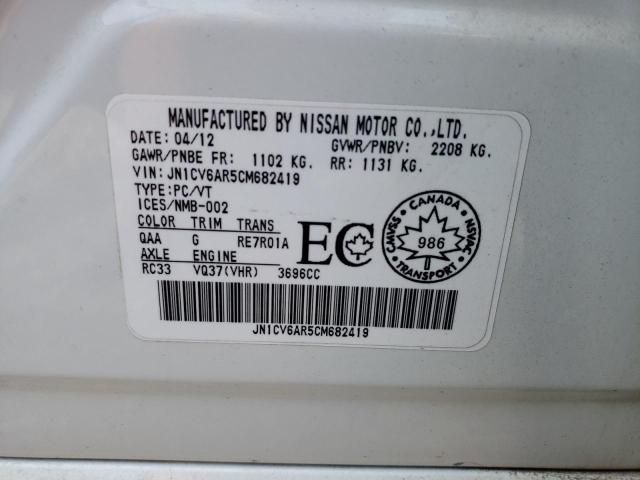 MANUFACTURED BY NISSAN MOTOR CO.,LTD.
DATE: 04/12 GVWR/PNBV: 2208 KG.
GAWR/PNBE FR: 1102 KG. RR: 1131 KG.
VIN: JN1CV6AR5CM682419
TYPE: PC/VT
ICES/NMB-002
COLOR TRIM TRANS
QAA G RE7R01A
AXLE ENGINE
RC33 VQ37(VHR) 3696CC
EC
CANADA
CMVSS NSVAC
986
TRANSPORT
JN1CV6AR5CM682419